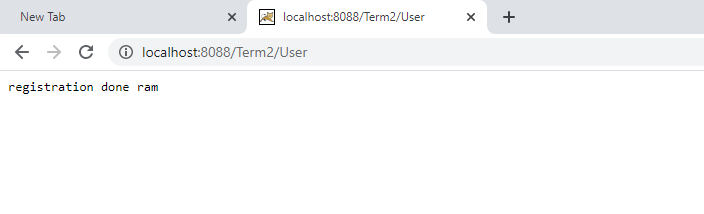 New Tab
localhost:8088/Term2/User
localhost:8088/Term2/User
registration done ram